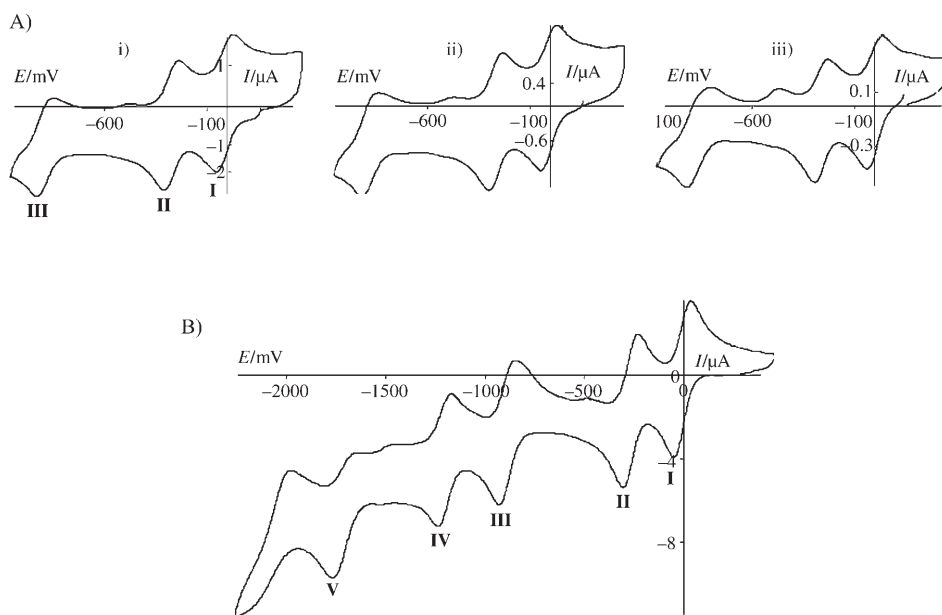 A)
i) ii) iii)
E/mV I/µA E/mV I/µA E/mV I/µA
1 0.4 0.1
−600 −100 −600 −100 100 −600 −100
−1 −0.6 −0.3
−2
III II I
B)
E/mV I/µA
−2000 −1500 −1000 −500 0 0
−4
I
II
III
IV
−8
V